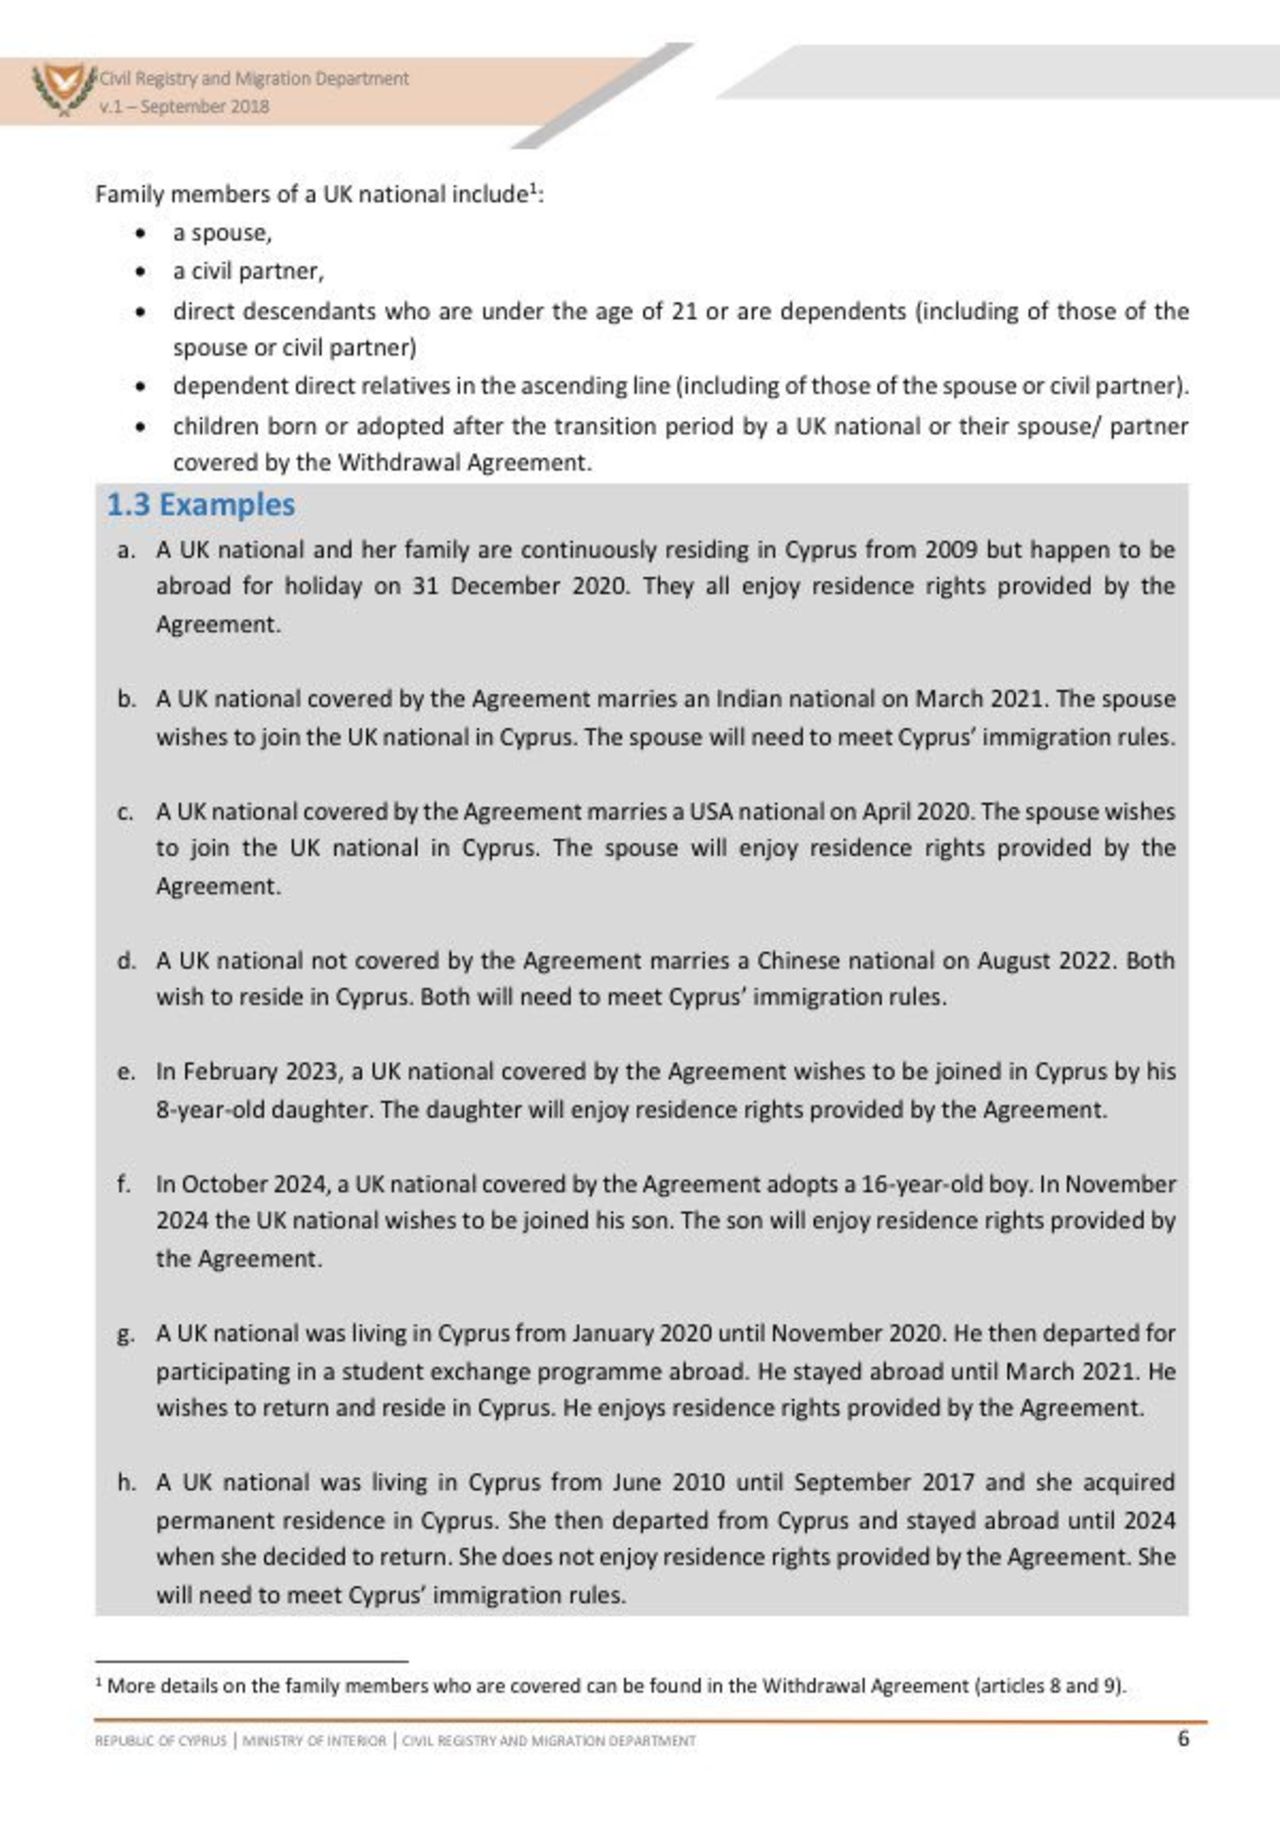 Civil Registry and Migration Department
v.1 – September 2018
Family members of a UK national include¹:
• a spouse,
• a civil partner,
• direct descendants who are under the age of 21 or are dependents (including of those of the
spouse or civil partner)
• dependent direct relatives in the ascending line (including of those of the spouse or civil partner).
• children born or adopted after the transition period by a UK national or their spouse/ partner
covered by the Withdrawal Agreement.
1.3 Examples
a. A UK national and her family are continuously residing in Cyprus from 2009 but happen to be
abroad for holiday on 31 December 2020. They all enjoy residence rights provided by the
Agreement.
b. A UK national covered by the Agreement marries an Indian national on March 2021. The spouse
wishes to join the UK national in Cyprus. The spouse will need to meet Cyprus’ immigration rules.
c. A UK national covered by the Agreement marries a USA national on April 2020. The spouse wishes
to join the UK national in Cyprus. The spouse will enjoy residence rights provided by the
Agreement.
d. A UK national not covered by the Agreement marries a Chinese national on August 2022. Both
wish to reside in Cyprus. Both will need to meet Cyprus’ immigration rules.
e. In February 2023, a UK national covered by the Agreement wishes to be joined in Cyprus by his
8-year-old daughter. The daughter will enjoy residence rights provided by the Agreement.
f. In October 2024, a UK national covered by the Agreement adopts a 16-year-old boy. In November
2024 the UK national wishes to be joined his son. The son will enjoy residence rights provided by
the Agreement.
g. A UK national was living in Cyprus from January 2020 until November 2020. He then departed for
participating in a student exchange programme abroad. He stayed abroad until March 2021. He
wishes to return and reside in Cyprus. He enjoys residence rights provided by the Agreement.
h. A UK national was living in Cyprus from June 2010 until September 2017 and she acquired
permanent residence in Cyprus. She then departed from Cyprus and stayed abroad until 2024
when she decided to return. She does not enjoy residence rights provided by the Agreement. She
will need to meet Cyprus’ immigration rules.
¹ More details on the family members who are covered can be found in the Withdrawal Agreement (articles 8 and 9).
REPUBLIC OF CYPRUS | MINISTRY OF INTERIOR | CIVIL REGISTRY AND MIGRATION DEPARTMENT 6